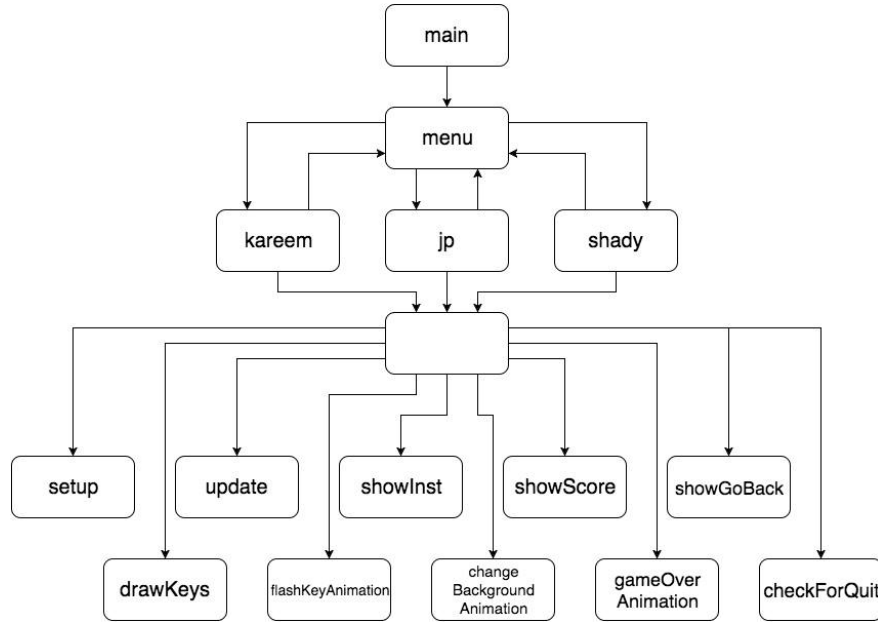 main
menu
kareem
jp
shady
setup
update
showInst
showScore
showGoBack
drawKeys
flashKeyAnimation
change
Background
Animation
gameOver
Animation
checkForQuit